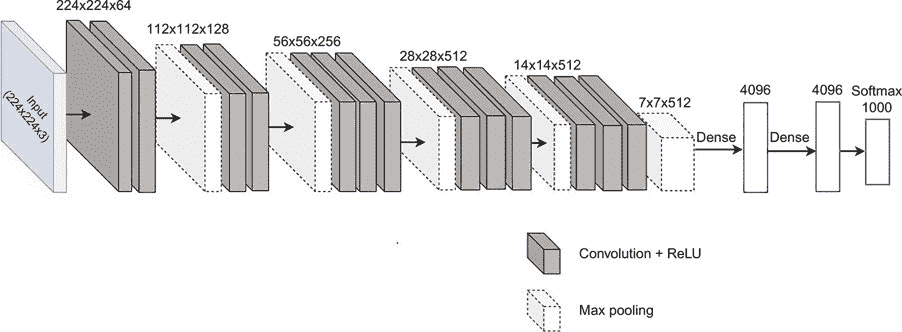 224x224x64
112x112x128
56x56x256
28x28x512
14x14x512
7x7x512
Input
(224x224x3)
Dense
4096
Dense
4096
Softmax
1000
Convolution + ReLU
Max pooling